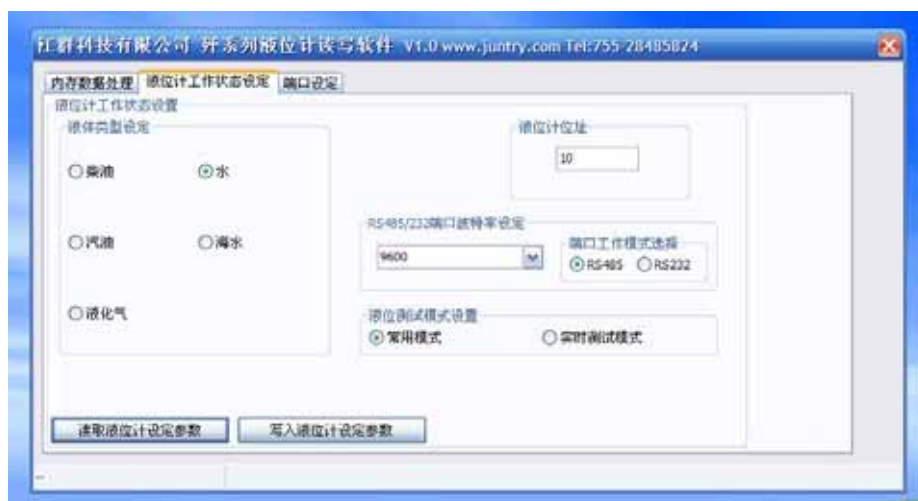 江群科技有限公司 歼系列液位计读写软件 V1.0 www.juntry.com Tel:755-28485824
内存数据处理 液位计工作状态设定 端口设定
液位计工作状态设置
液体类型设定
液位计位址
柴油 水
10
RS485/232端口波特率设定
汽油 海水
端口工作模式选择
9600
RS485 RS232
液化气
液位测试模式设置
常用模式 实时测试模式
读取液位计设定参数 写入液位计设定参数